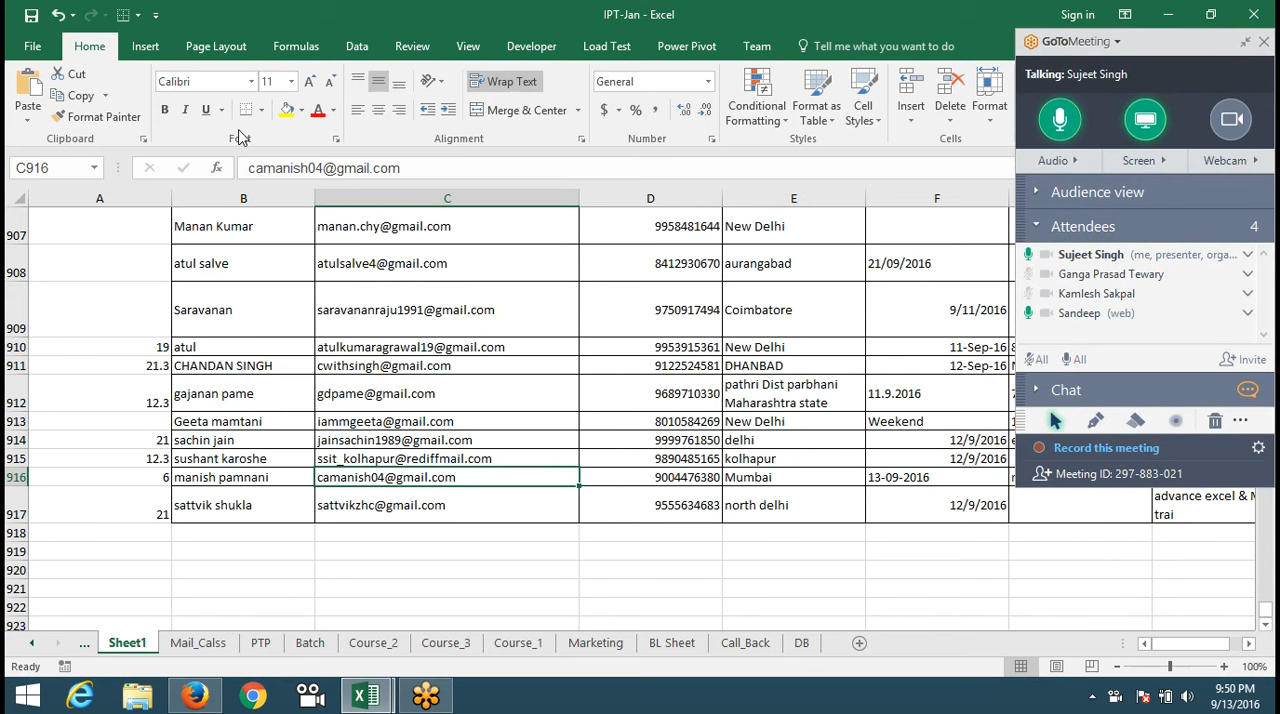 IPT-Jan - Excel
Sign in
File Home Insert Page Layout Formulas Data Review View Developer Load Test Power Pivot Team Tell me what you want to do
Paste
Cut
Copy
Format Painter
Clipboard
Calibri 11
B I U
Font
Wrap Text
Merge & Center
Alignment
General
$ % ,
Number
Conditional Formatting
Format as Table
Cell Styles
Styles
Insert Delete Format
Cells
C916 fx camanish04@gmail.com
A B C D E F
907 Manan Kumar manan.chy@gmail.com 9958481644 New Delhi
908 atul salve atulsalve4@gmail.com 8412930670 aurangabad 21/09/2016
909 Saravanan saravananraju1991@gmail.com 9750917494 Coimbatore 9/11/2016
910 19 atul atulkumaragrawal19@gmail.com 9953915361 New Delhi 11-Sep-16
911 21.3 CHANDAN SINGH cwithsingh@gmail.com 9122524581 DHANBAD 12-Sep-16
912 12.3 gajanan pame gdpame@gmail.com 9689710330 pathri Dist parbhani
Maharashtra state 11.9.2016
913 Geeta mamtani iammgeeta@gmail.com 8010584269 New Delhi Weekend
914 21 sachin jain jainsachin1989@gmail.com 9999761850 delhi 12/9/2016
915 12.3 sushant karoshe ssit_kolhapur@rediffmail.com 9890485165 kolhapur 12/9/2016
916 6 manish pamnani camanish04@gmail.com 9004476380 Mumbai 13-09-2016
917 21 sattvik shukla sattvikzhc@gmail.com 9555634683 north delhi 12/9/2016 advance excel & M
trai
918
919
920
921
922
923
... Sheet1 Mail_Calss PTP Batch Course_2 Course_3 Course_1 Marketing BL Sheet Call_Back DB
Ready
100%
GoToMeeting
Talking: Sujeet Singh
Audio Screen Webcam
Audience view
Attendees 4
Sujeet Singh (me, presenter, orga...
Ganga Prasad Tewary
Kamlesh Sakpal
Sandeep (web)
All All Invite
Chat
Record this meeting
Meeting ID: 297-883-021
9:50 PM
9/13/2016